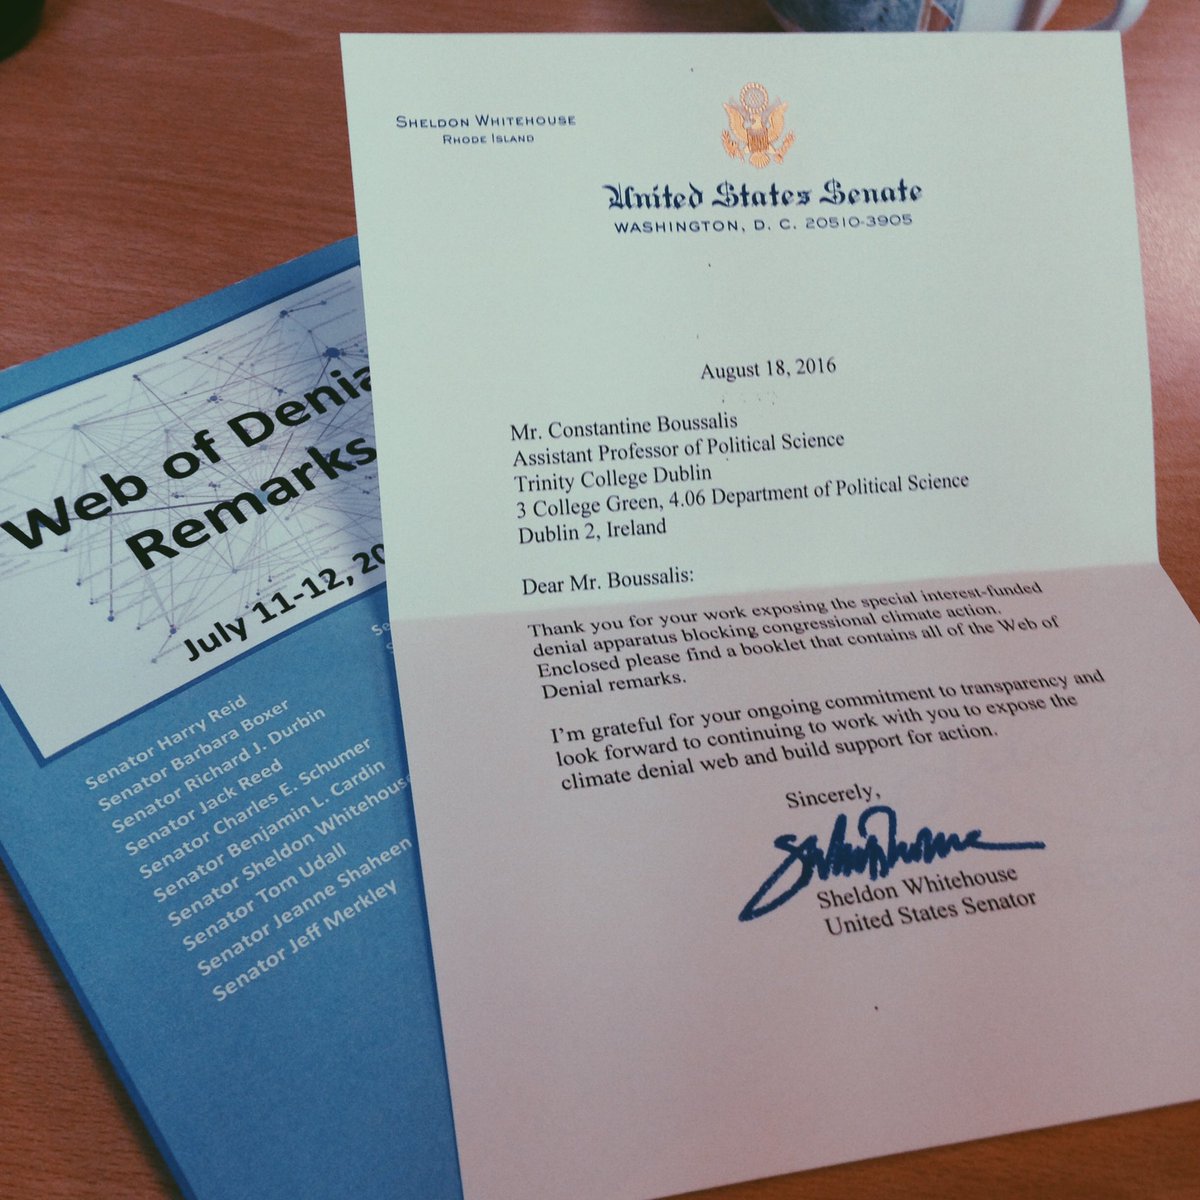 SHELDON WHITEHOUSE
RHODE ISLAND
United States Senate
WASHINGTON, D. C. 20510-3905
August 18, 2016
Mr. Constantine Boussalis
Assistant Professor of Political Science
Trinity College Dublin
3 College Green, 4.06 Department of Political Science
Dublin 2, Ireland
Dear Mr. Boussalis:
Thank you for your work exposing the special interest-funded
denial apparatus blocking congressional climate action.
Enclosed please find a booklet that contains all of the Web of
Denial remarks.
I'm grateful for your ongoing commitment to transparency and
look forward to continuing to work with you to expose the
climate denial web and build support for action.
Sincerely,
Sheldon Whitehouse
United States Senator
Web of Denia
Remarks
July 11-12, 20
Senator Harry Reid
Senator Barbara Boxer
Senator Richard J. Durbin
Senator Jack Reed
Senator Charles E. Schumer
Senator Benjamin L. Cardin
Senator Sheldon Whitehouse
Senator Tom Udall
Senator Jeanne Shaheen
Senator Jeff Merkley